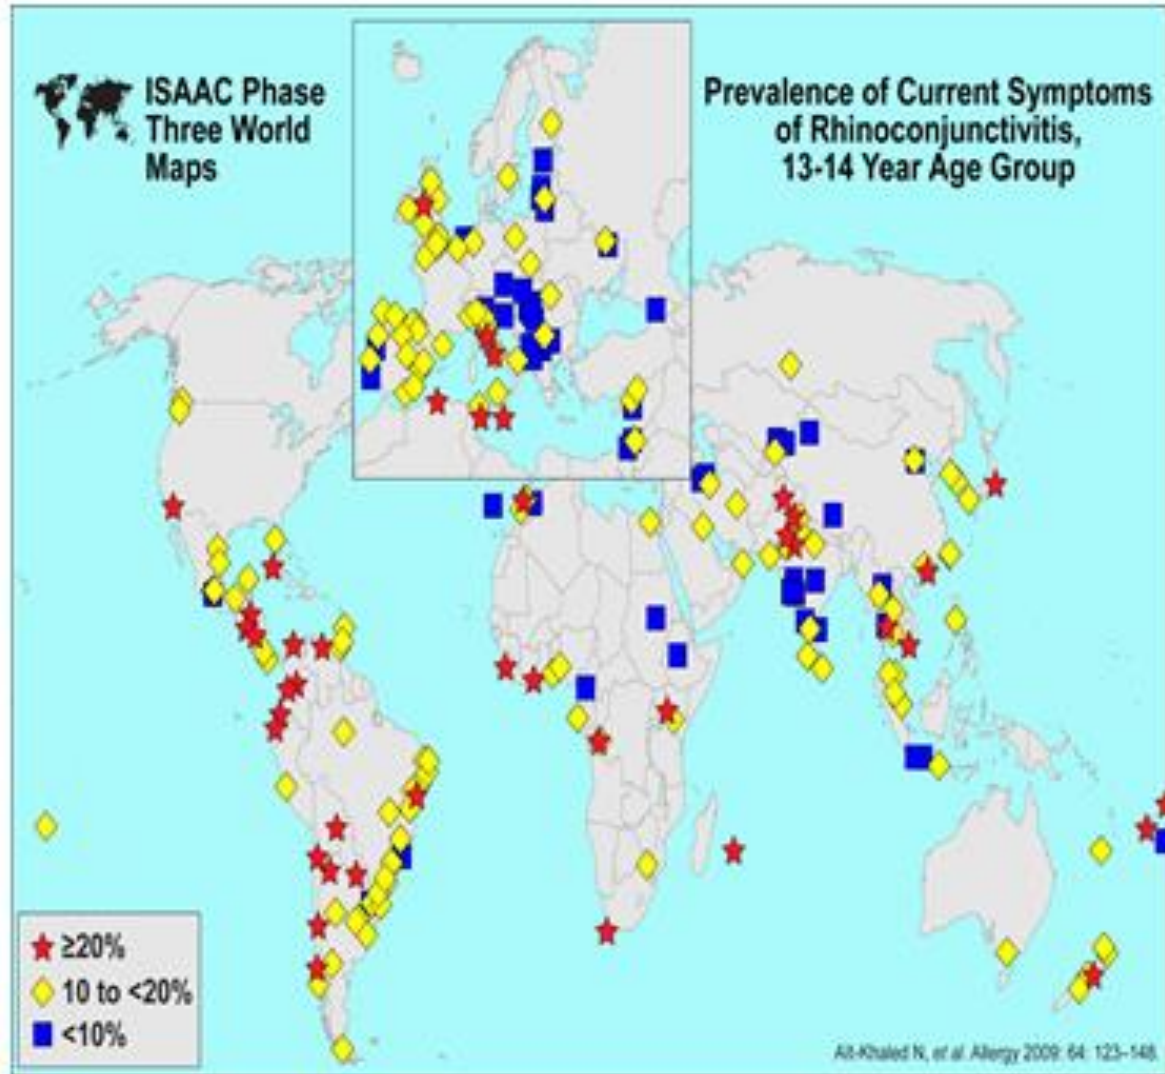 ISAAC Phase
Three World
Maps
Prevalence of Current Symptoms
of Rhinoconjunctivitis,
13-14 Year Age Group
≥20%
10 to <20%
<10%
Aït-Khaled N, et al. Allergy 2009: 64: 123–148.